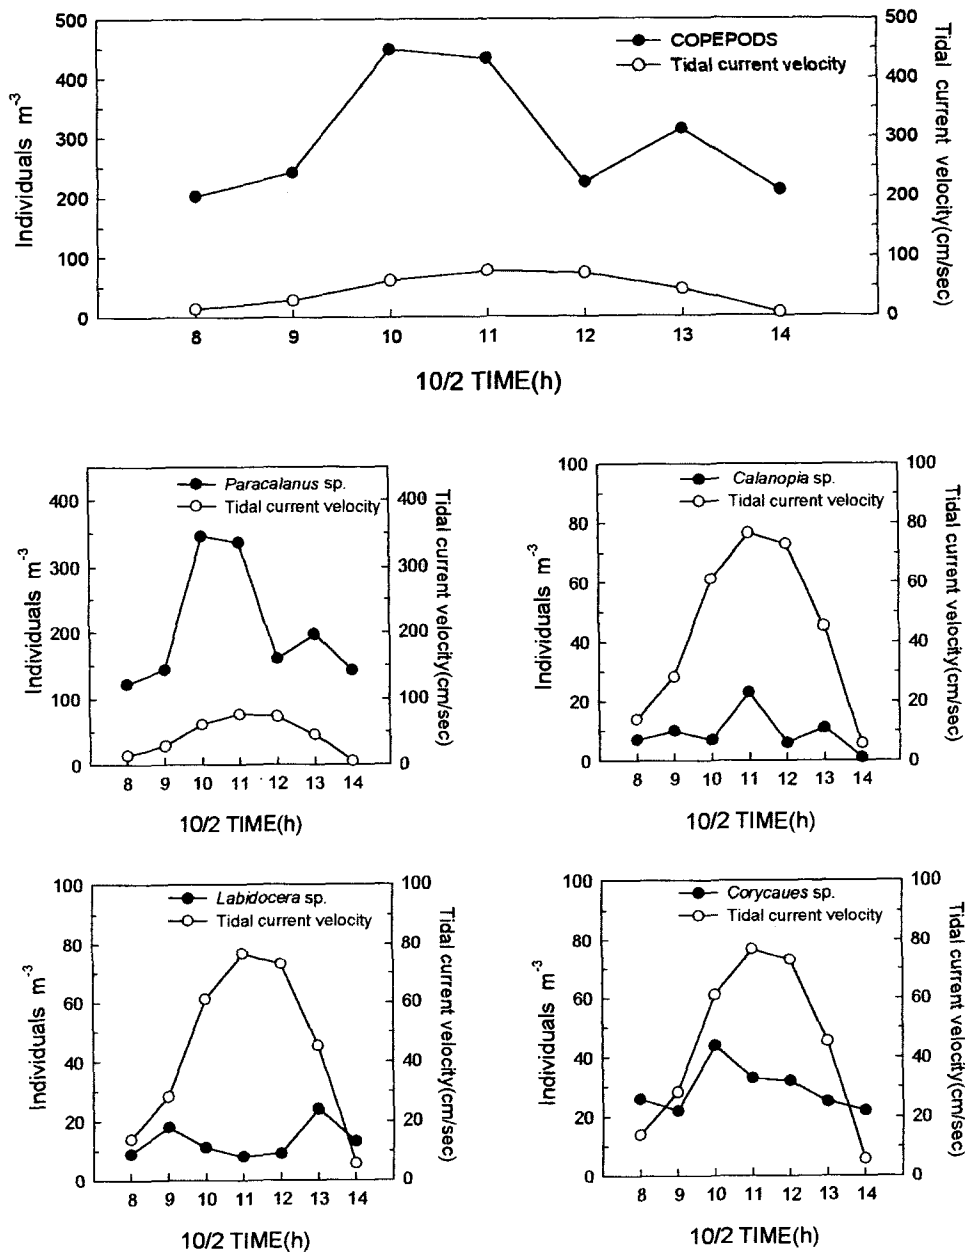 500
400
300
200
100
0
Individuals m-3
COPEPODS
Tidal current velocity
500
400
300
200
100
0
Tidal current velocity(cm/sec)
8 9 10 11 12 13 14
10/2 TIME(h)
400
300
200
100
0
Individuals m-3
Paracalanus sp.
Tidal current velocity
400
300
200
100
0
Tidal current velocity(cm/sec)
8 9 10 11 12 13 14
10/2 TIME(h)
100
80
60
40
20
0
Individuals m-3
Calanopia sp.
Tidal current velocity
100
80
60
40
20
0
Tidal current velocity(cm/sec)
8 9 10 11 12 13 14
10/2 TIME(h)
100
80
60
40
20
0
Individuals m-3
Labidocera sp.
Tidal current velocity
100
80
60
40
20
0
Tidal current velocity(cm/sec)
8 9 10 11 12 13 14
10/2 TIME(h)
100
80
60
40
20
0
Individuals m-3
Corycaues sp.
Tidal current velocity
100
80
60
40
20
0
Tidal current velocity(cm/sec)
8 9 10 11 12 13 14
10/2 TIME(h)